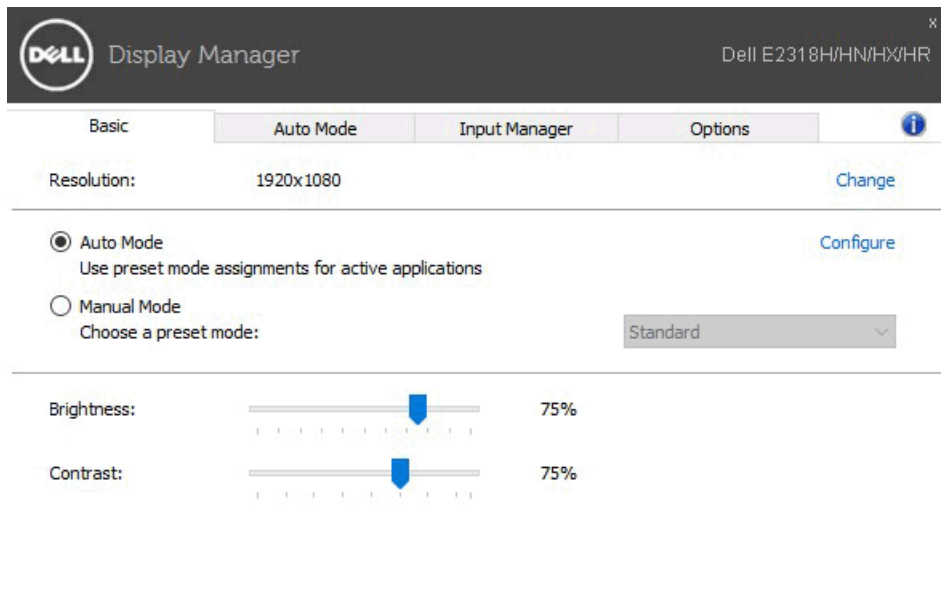 x
DELL Display Manager
Dell E2318H/HN/HX/HR
Basic Auto Mode Input Manager Options i
Resolution: 1920x1080 Change
Auto Mode Configure
Use preset mode assignments for active applications
Manual Mode
Choose a preset mode: Standard
Brightness: 75%
Contrast: 75%